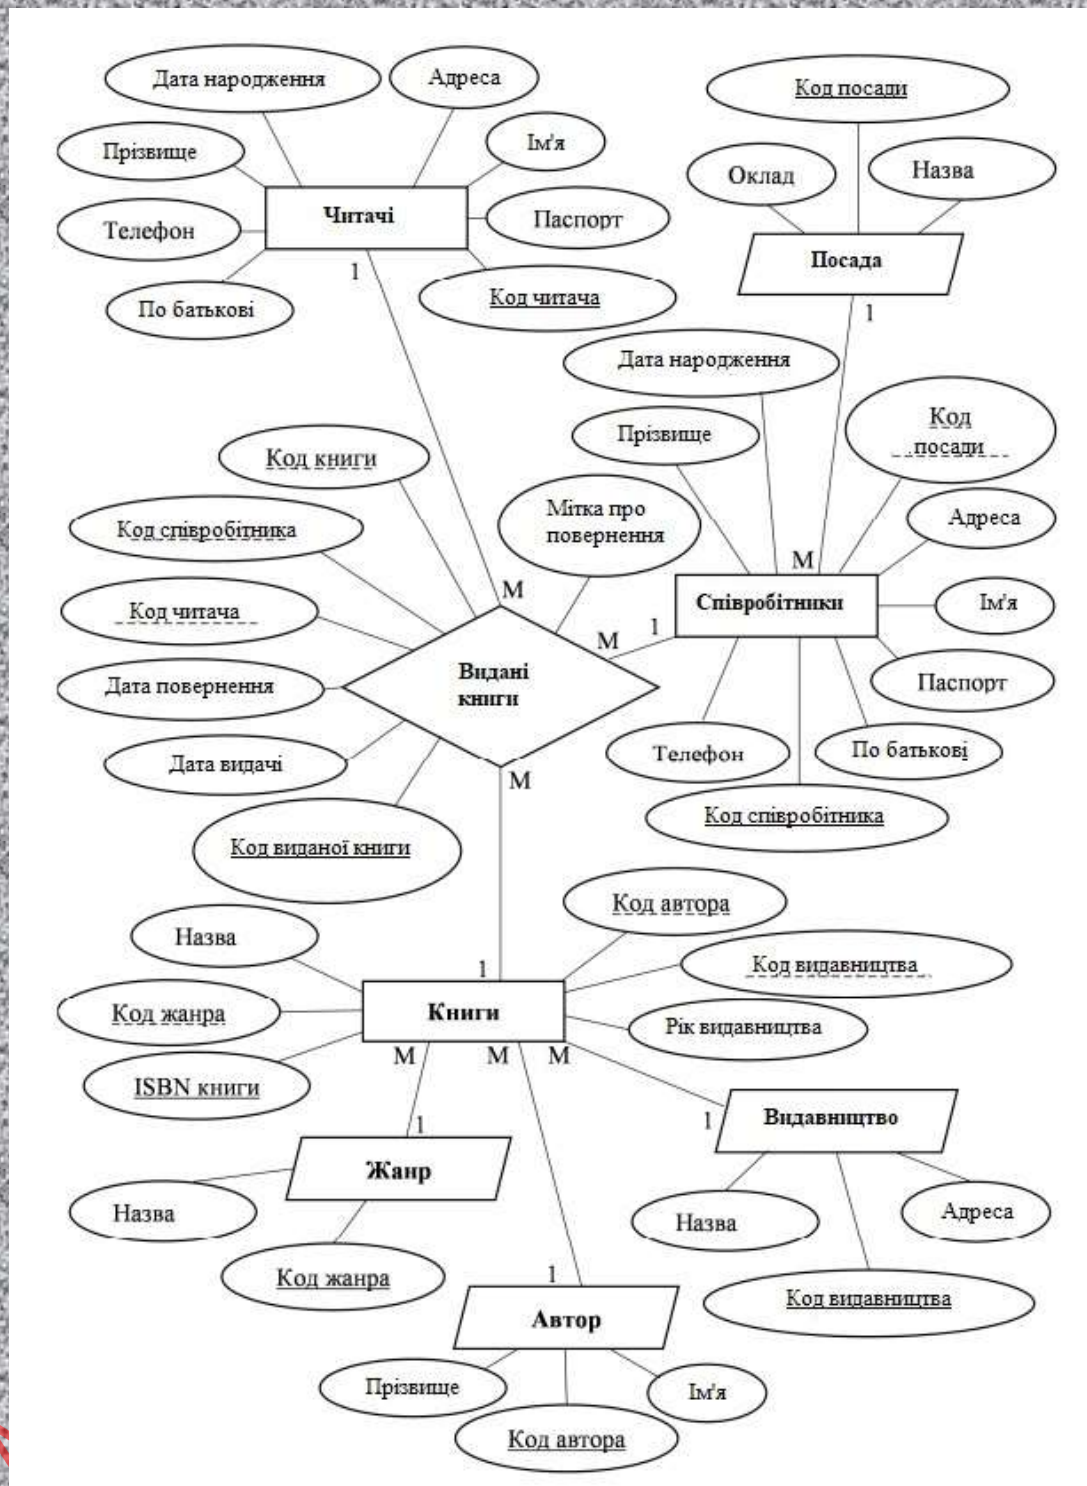 Дата народження
Адреса
Код посади
Прізвище
Ім'я
Оклад
Назва
Телефон
Читачі
Паспорт
Посада
По батькові
1
Код читача
1
Дата народження
Код книги
Прізвище
Код
посади
Код співробітника
Мітка про
повернення
Адреса
Код читача
М
М
Співробітники
Ім'я
М
1
Дата повернення
Видані
книги
Паспорт
Дата видачі
М
Телефон
По батькові
Код виданої книги
Код співробітника
Назва
Код автора
1
Код видавництва
Код жанра
Книги
Рік видавництва
ISBN книги
М
М
М
1
1
Видавництво
Жанр
Назва
Назва
Адреса
Код жанра
1
Код видавництва
Автор
Прізвище
Ім'я
Код автора